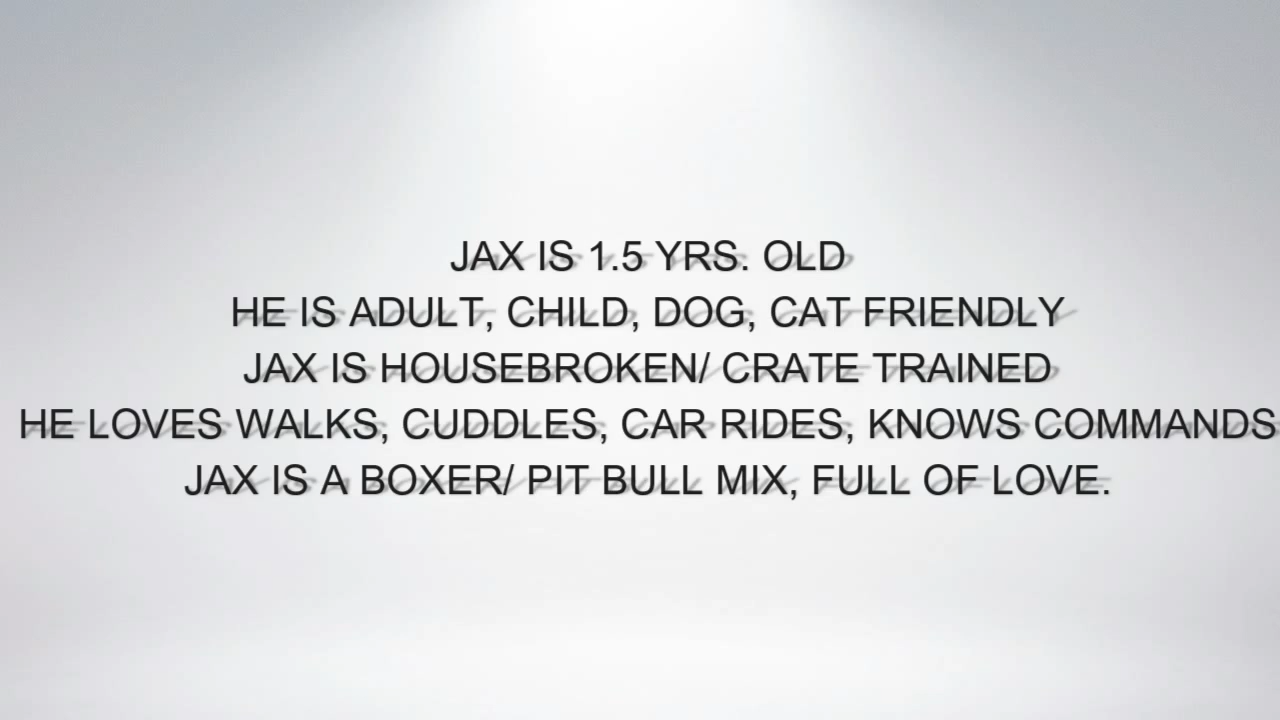 JAX IS 1.5 YRS. OLD
HE IS ADULT, CHILD, DOG, CAT FRIENDLY
JAX IS HOUSEBROKEN/ CRATE TRAINED
HE LOVES WALKS, CUDDLES, CAR RIDES, KNOWS COMMANDS
JAX IS A BOXER/ PIT BULL MIX, FULL OF LOVE.